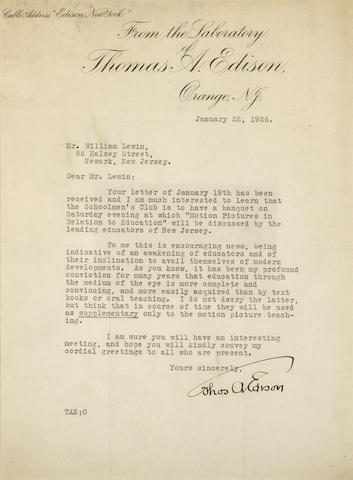 Cable Address "Edison, New York"
From the Laboratory
of
Thomas A. Edison,
Orange, N.J.
January 22, 1926.
Mr. William Lewin,
95 Halsey Street,
Newark, New Jersey.
Dear Mr. Lewin:
Your letter of January 19th has been
received and I am much interested to learn that
the Schoolmen's Club is to have a banquet on
Saturday evening at which "Motion Pictures in
Relation to Education" will be discussed by the
leading educators of New Jersey.
To me this is encouraging news, being
indicative of an awakening of educators and of
their inclination to avail themselves of modern
developments. As you know, it has been my profound
conviction for many years that education through
the medium of the eye is more complete and
convincing, and more easily acquired than by text
books or oral teaching. I do not decry the latter,
but think that in course of time they will be used
as supplementary only to the motion picture teach-
ing.
I am sure you will have an interesting
meeting, and hope you will kindly convey my
cordial greetings to all who are present.
Yours sincerely,
Thos A Edison
TAE:O